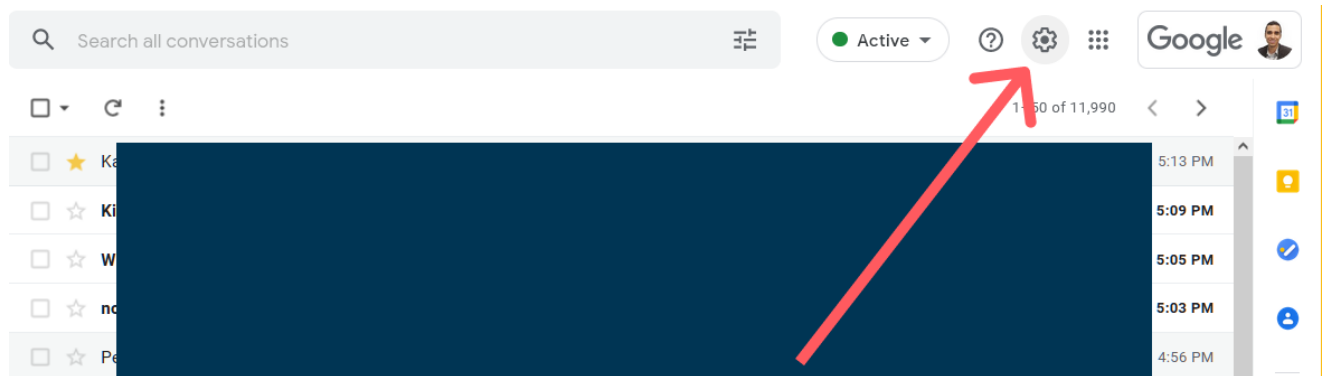 Search all conversations
Active
Google
1–50 of 11,990
31
Ka
5:13 PM
Ki
5:09 PM
W
5:05 PM
no
5:03 PM
Pe
4:56 PM